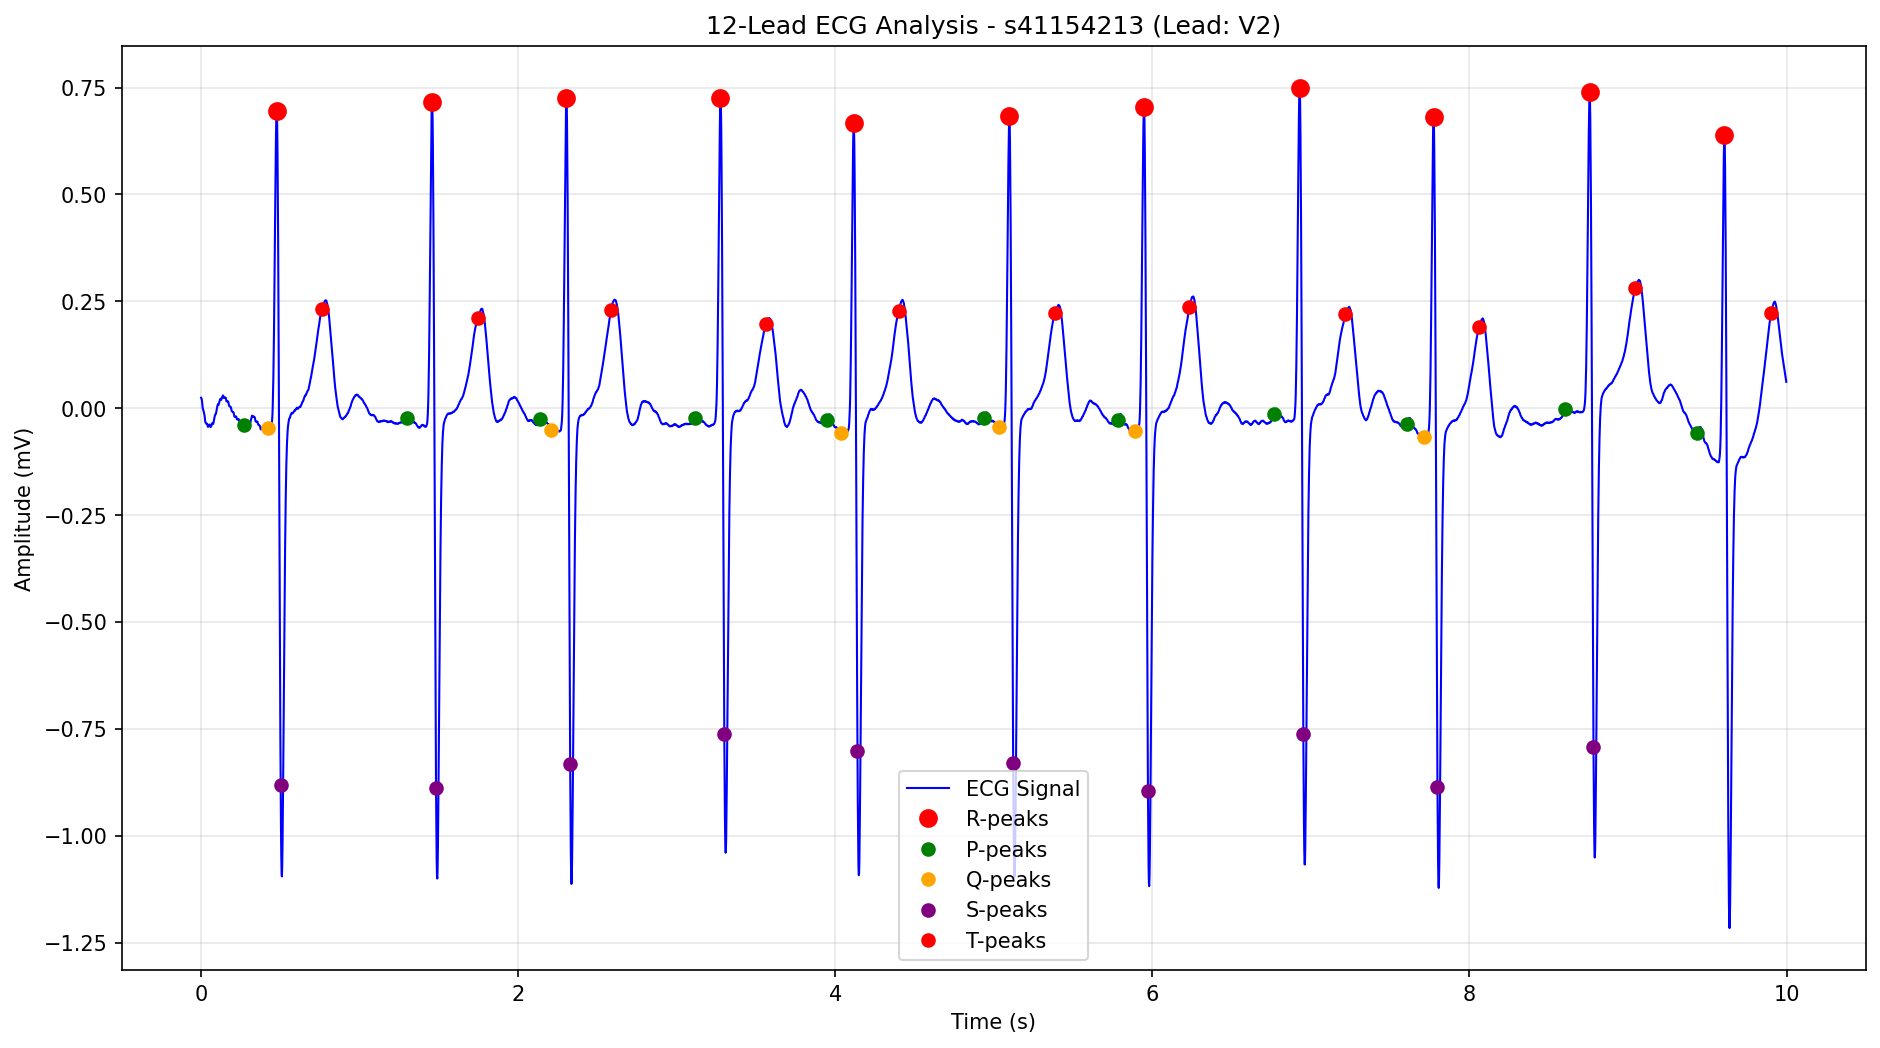 12-Lead ECG Analysis - s41154213 (Lead: V2)
Amplitude (mV)
0.75
0.50
0.25
0.00
−0.25
−0.50
−0.75
−1.00
−1.25
ECG Signal
R-peaks
P-peaks
Q-peaks
S-peaks
T-peaks
0 2 4 6 8 10
Time (s)